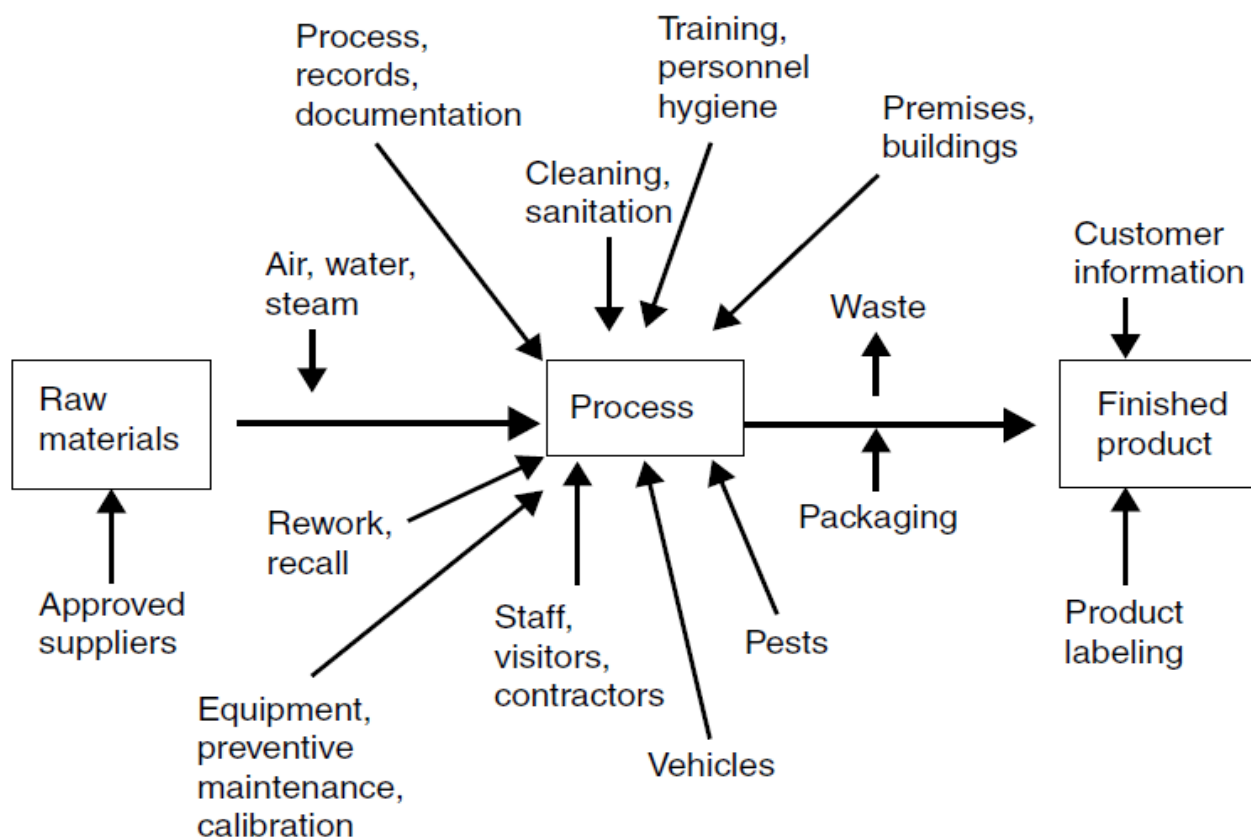 Process,
records,
documentation
Training,
personnel
hygiene
Premises,
buildings
Cleaning,
sanitation
Air, water,
steam
Customer
information
Waste
Raw
materials
Process
Finished
product
Rework,
recall
Packaging
Approved
suppliers
Staff,
visitors,
contractors
Pests
Product
labeling
Equipment,
preventive
maintenance,
calibration
Vehicles